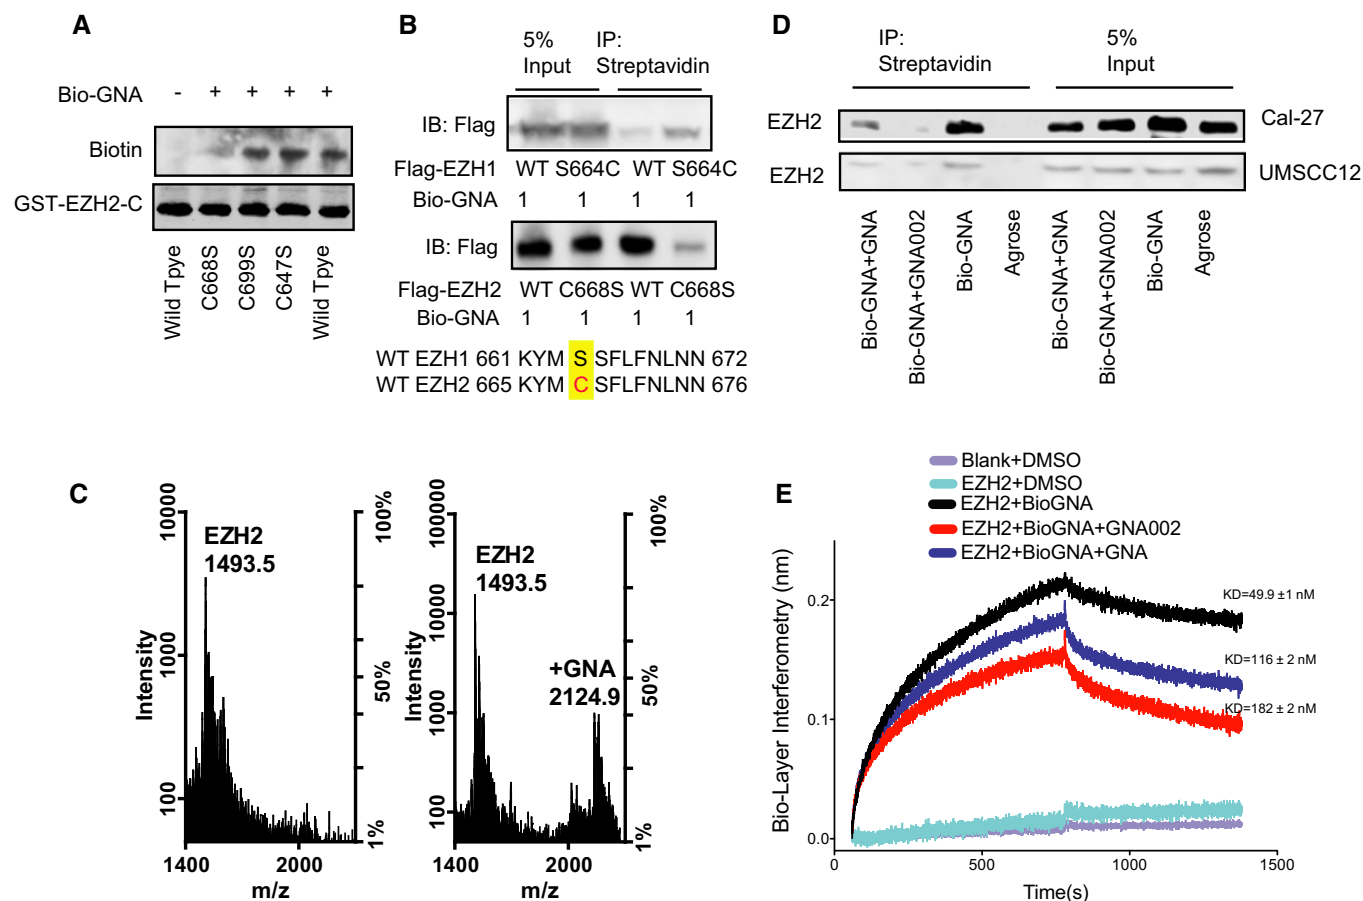 A
Bio-GNA - + + + +
Biotin
GST-EZH2-C
Wild Tpye
C668S
C699S
C647S
Wild Tpye
B
5% Input
IP: Streptavidin
IB: Flag
Flag-EZH1 WT S664C WT S664C
Bio-GNA 1 1 1 1
IB: Flag
Flag-EZH2 WT C668S WT C668S
Bio-GNA 1 1 1 1
WT EZH1 661 KYM S SFLFNLNN 672
WT EZH2 665 KYM C SFLFNLNN 676
D
IP: Streptavidin
5% Input
EZH2
Cal-27
EZH2
UMSCC12
Bio-GNA+GNA
Bio-GNA+GNA002
Bio-GNA
Agrose
Bio-GNA+GNA
Bio-GNA+GNA002
Bio-GNA
Agrose
C
Intensity
10000
1000
100
EZH2
1493.5
100%
50%
1%
1400 2000
m/z
Intensity
100000
10000
1000
100
EZH2
1493.5
+GNA
2124.9
100%
50%
1%
1400 2000
m/z
E
Blank+DMSO
EZH2+DMSO
EZH2+BioGNA
EZH2+BioGNA+GNA002
EZH2+BioGNA+GNA
Bio-Layer Interferometry (nm)
0.2
0.1
0.0
KD=49.9 ±1 nM
KD=116 ± 2 nM
KD=182 ± 2 nM
0 500 1000 1500
Time(s)